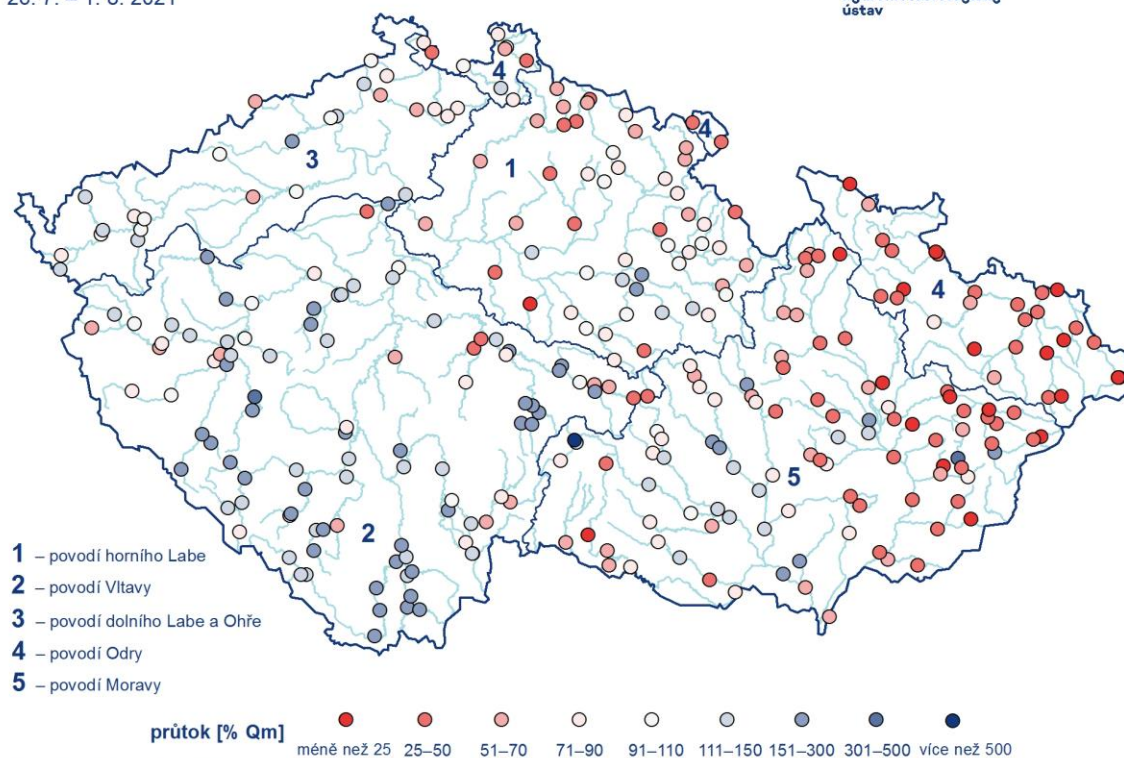 26. 7. – 1. 8. 2021
ústav
4
4
3
1
4
5
2
1 – povodí horního Labe
2 – povodí Vltavy
3 – povodí dolního Labe a Ohře
4 – povodí Odry
5 – povodí Moravy
průtok [% Qm]
méně než 25 25–50 51–70 71–90 91–110 111–150 151–300 301–500 více než 500